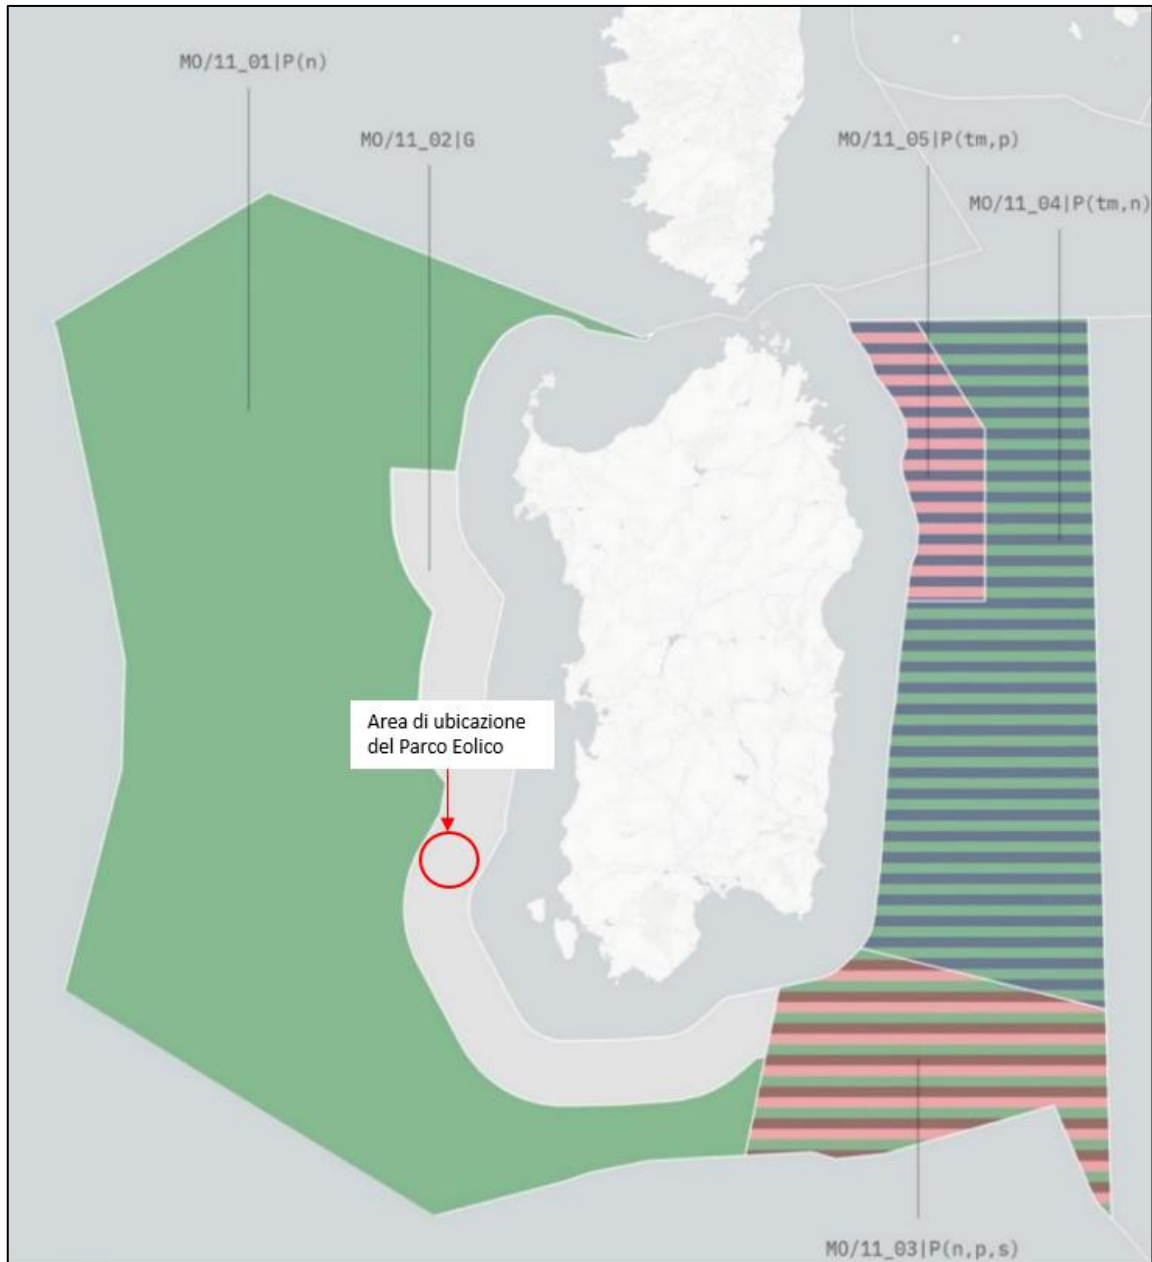 MO/11_01|P(n)
MO/11_02|G
MO/11_05|P(tm,p)
MO/11_04|P(tm,n)
Area di ubicazione
del Parco Eolico
MO/11_03|P(n,p,s)